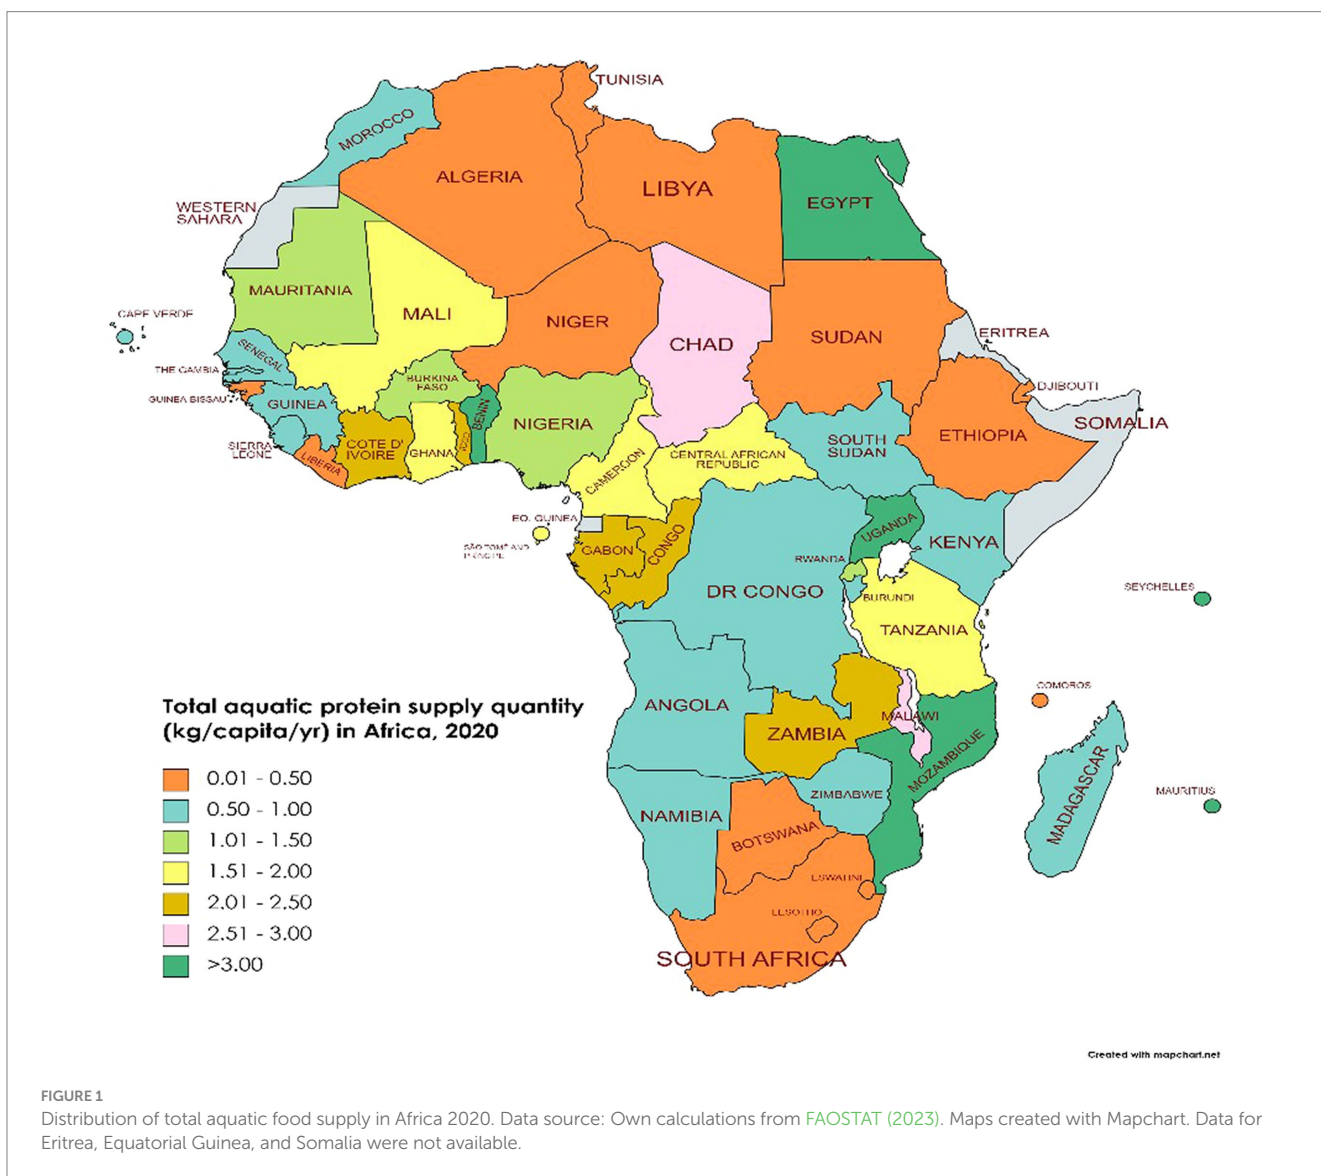 TUNISIA
MOROCCO
ALGERIA
LIBYA
EGYPT
WESTERN
SAHARA
MAURITANIA
MALI
NIGER
CHAD
SUDAN
ERITREA
CAPE VERDE
SENEGAL
THE GAMBIA
GUINEA BISSAU
GUINEA
BURKINA
FASO
BENIN
NIGERIA
DJIBOUTI
SOMALIA
ETHIOPIA
SOUTH
SUDAN
SIERRA
LEONE
LIBERIA
COTE D'
IVOIRE
GHANA
TOGO
CAMEROON
CENTRAL AFRICAN
REPUBLIC
EQ. GUINEA
SÃO TOMÉ AND
PRINCIPE
GABON
CONGO
UGANDA
KENYA
RWANDA
DR CONGO
BURUNDI
TANZANIA
SEYCHELLES
COMOROS
Total aquatic protein supply quantity
(kg/capita/yr) in Africa, 2020
ANGOLA
ZAMBIA
MALAWI
MOZAMBIQUE
MADAGASCAR
MAURITIUS
0.01 - 0.50
0.50 - 1.00
1.01 - 1.50
1.51 - 2.00
2.01 - 2.50
2.51 - 3.00
>3.00
NAMIBIA
ZIMBABWE
BOTSWANA
ESWATINI
LESOTHO
SOUTH AFRICA
Created with mapchart.net
FIGURE 1
Distribution of total aquatic food supply in Africa 2020. Data source: Own calculations from FAOSTAT (2023). Maps created with Mapchart. Data for
Eritrea, Equatorial Guinea, and Somalia were not available.